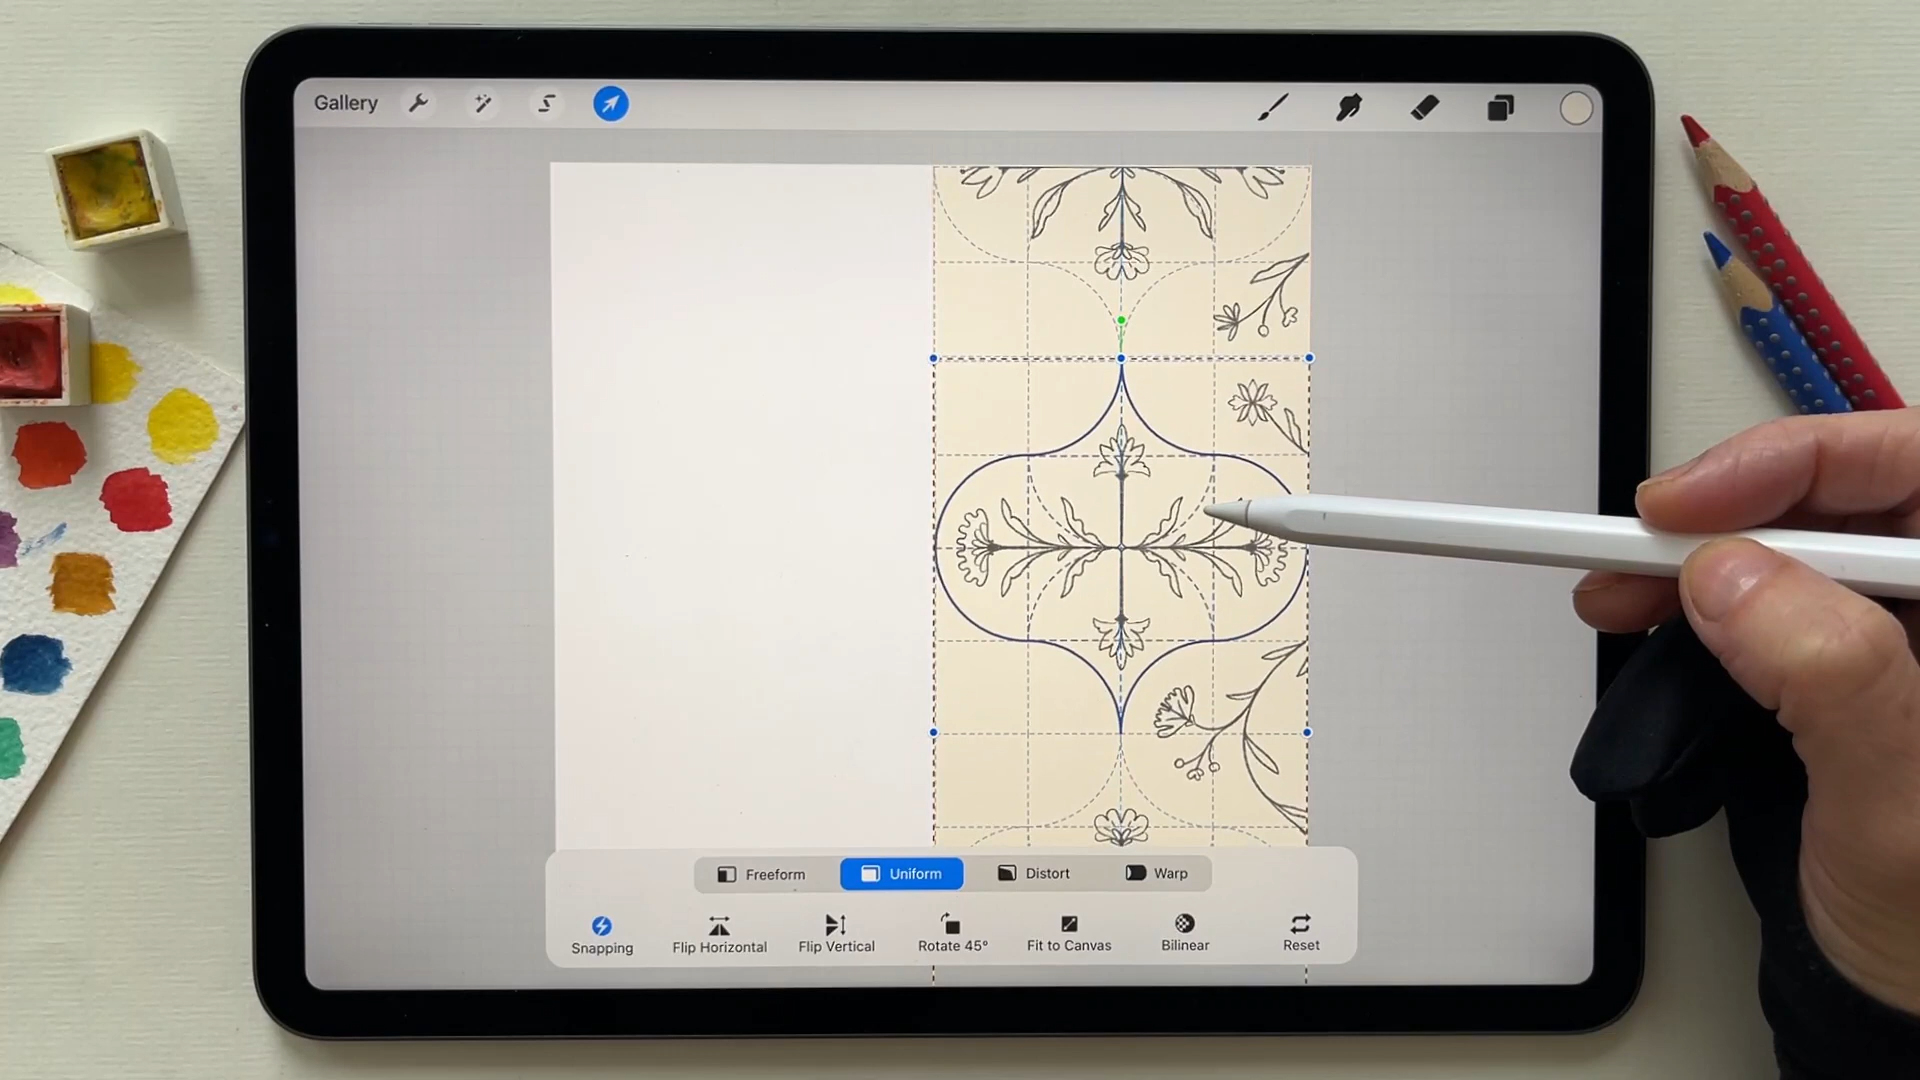 Gallery
Freeform
Uniform
Distort
Warp
Snapping
Flip Horizontal
Flip Vertical
Rotate 45°
Fit to Canvas
Bilinear
Reset